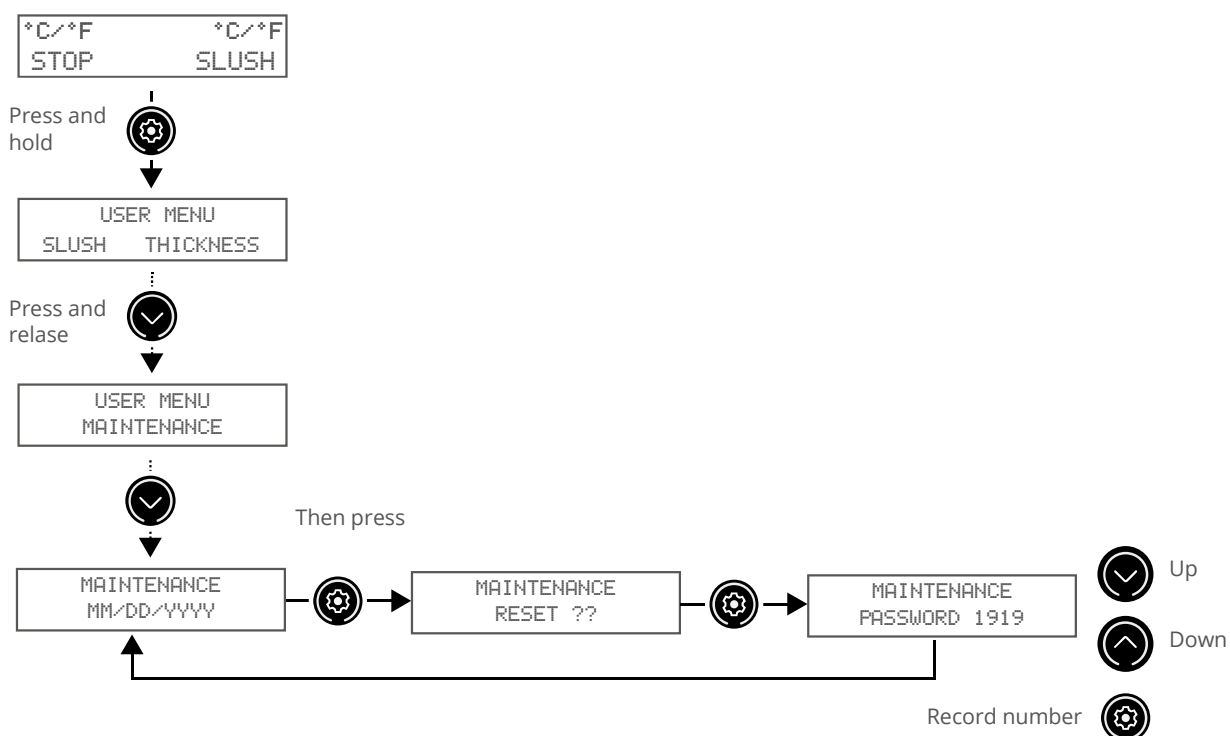 °C/°F °C/°F
STOP SLUSH
Press and
hold
USER MENU
SLUSH THICKNESS
Press and
relase
USER MENU
MAINTENANCE
Then press
MAINTENANCE
MM/DD/YYYY
MAINTENANCE
RESET ??
MAINTENANCE
PASSWORD 1919
Up
Down
Record number